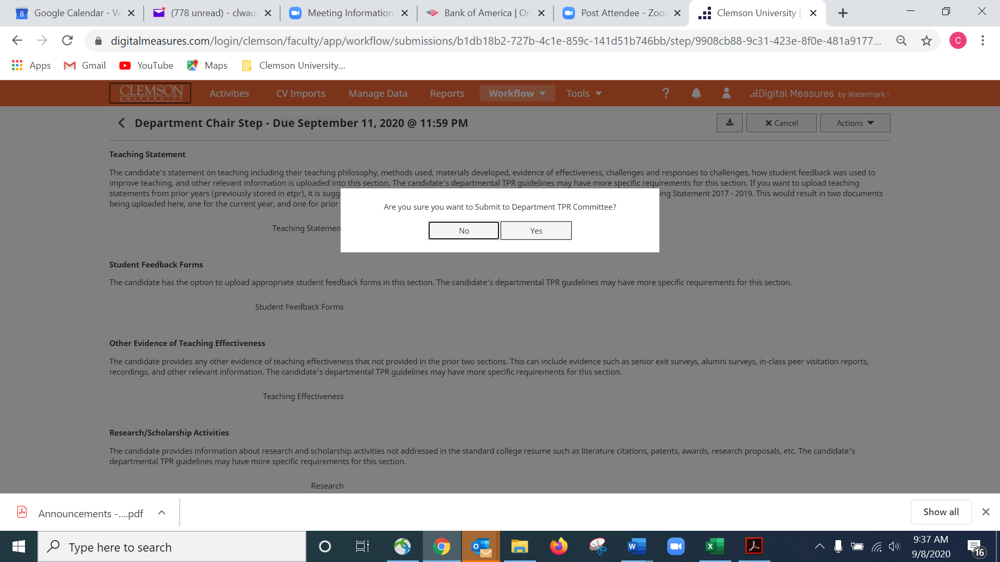 Google Calendar - W
(778 unread) - clwau
Meeting Information
Bank of America | On
Post Attendee - Zoo
Clemson University |
digitalmeasures.com/login/clemson/faculty/app/workflow/submissions/b1db18b2-727b-4c1e-859c-141d51b746bb/step/9908cb88-9c31-423e-8f0e-481a9177...
C
Apps
Gmail
YouTube
Maps
Clemson University...
CLEMSON
UNIVERSITY
Activities
CV Imports
Manage Data
Reports
Workflow
Tools
?
Digital Measures by Watermark™
Department Chair Step - Due September 11, 2020 @ 11:59 PM
Cancel
Actions
Teaching Statement
The candidate's statement on teaching including their teaching philosophy, methods used, materials developed, evidence of effectiveness, challenges and responses to challenges, how student feedback was used to
improve teaching, and other relevant information is uploaded into this section. The candidate's departmental TPR guidelines may have more specific requirements for this section. If you want to upload teaching
statements from prior years (previously stored in etpr), it is sugg ing Statement 2017 - 2019. This would result in two documents
being uploaded here, one for the current year, and one for prior
Are you sure you want to Submit to Department TPR Committee?
No
Yes
Teaching Statemen
Student Feedback Forms
The candidate has the option to upload appropriate student feedback forms in this section. The candidate's departmental TPR guidelines may have more specific requirements for this section.
Student Feedback Forms
Other Evidence of Teaching Effectiveness
The candidate provides any other evidence of teaching effectiveness that not provided in the prior two sections. This can include evidence such as senior exit surveys, alumni surveys, in-class peer visitation reports,
recordings, and other relevant information. The candidate's departmental TPR guidelines may have more specific requirements for this section.
Teaching Effectiveness
Research/Scholarship Activities
The candidate provides information about research and scholarship activities not addressed in the standard college resume such as literature citations, patents, awards, research proposals, etc. The candidate's
departmental TPR guidelines may have more specific requirements for this section.
Research
Announcements -....pdf
Show all
Type here to search
9:37 AM
9/8/2020
16